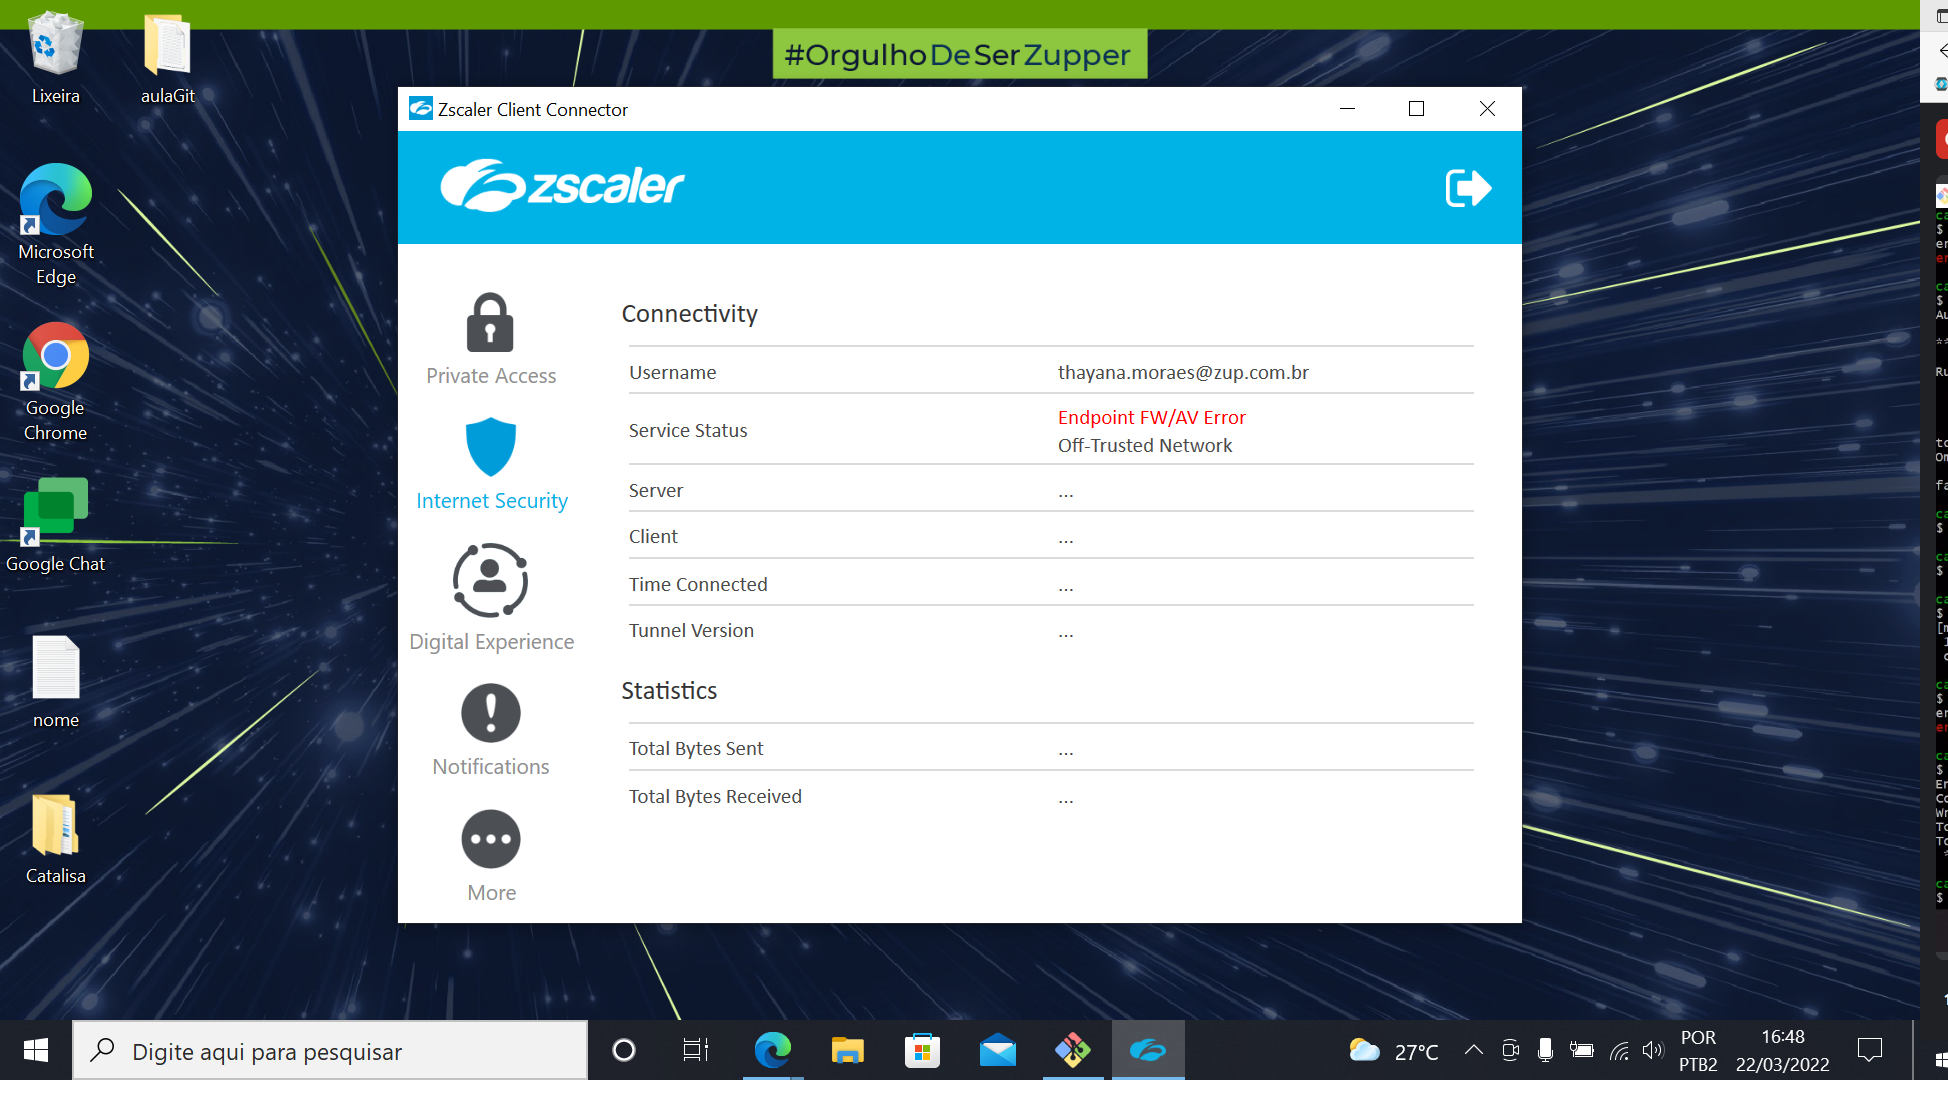 #OrgulhoDeSerZupper
Lixeira
aulaGit
Microsoft
Edge
Google
Chrome
Google Chat
nome
Catalisa
Zscaler Client Connector
zscaler
Private Access
Internet Security
Digital Experience
Notifications
More
Connectivity
Username thayana.moraes@zup.com.br
Service Status Endpoint FW/AV Error
Off-Trusted Network
Server ...
Client ...
Time Connected ...
Tunnel Version ...
Statistics
Total Bytes Sent ...
Total Bytes Received ...
Digite aqui para pesquisar
27°C
POR
PTB2
16:48
22/03/2022